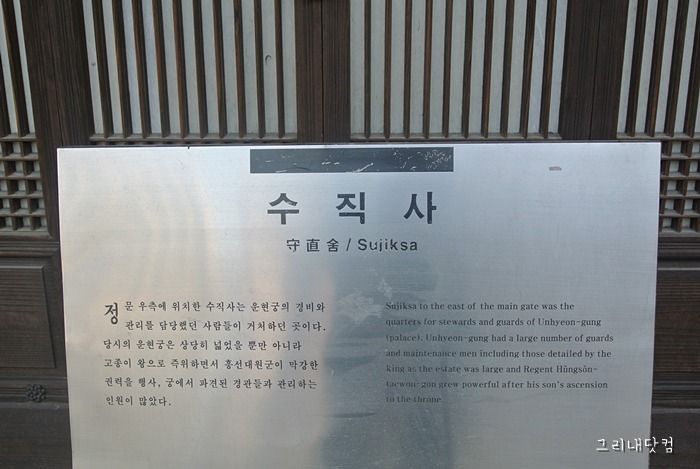 수직사
守直舍 / Sujiksa
정문 우측에 위치한 수직사는 운현궁의 경비와
관리를 담당했던 사람들이 거처하던 곳이다.
당시의 운현궁은 상당히 넓었을 뿐만 아니라
고종이 왕으로 즉위하면서 흥선대원군이 막강한
권력을 행사, 궁에서 파견된 경관들과 관리하는
인원이 많았다.
Sujiksa to the east of the main gate was the
quarters for stewards and guards of Unhyeon-gung
(palace). Unhyeon-gung had a large number of guards
and maintenance men including those detailed by the
king as the estate was large and Regent Hŭngsŏn-
taewon-gun grew powerful after his son's ascension
to the throne.
그리내닷컴